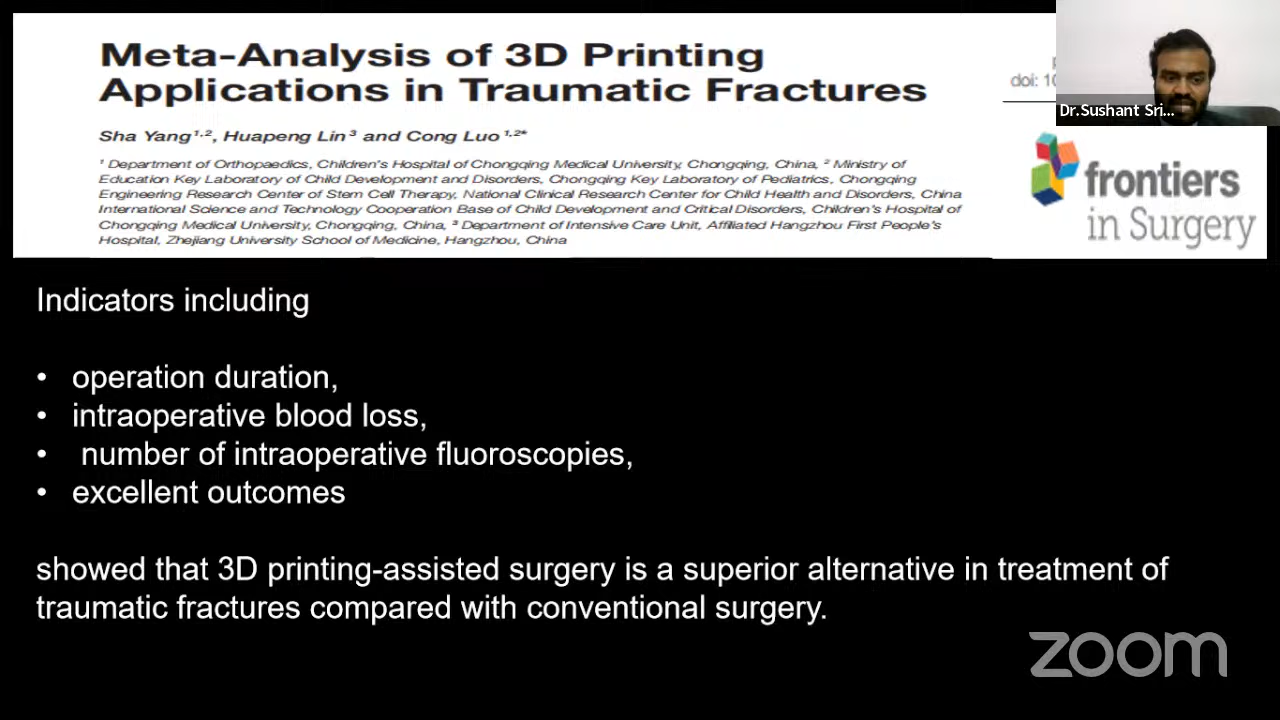 Meta-Analysis of 3D Printing
Applications in Traumatic Fractures
doi: 10
Dr.Sushant Sri...
Sha Yang1,2, Huapeng Lin3 and Cong Luo1,2*
1 Department of Orthopaedics, Children's Hospital of Chongqing Medical University, Chongqing, China, 2 Ministry of
Education Key Laboratory of Child Development and Disorders, Chongqing Key Laboratory of Pediatrics, Chongqing
Engineering Research Center of Stem Cell Therapy, National Clinical Research Center for Child Health and Disorders, China
International Science and Technology Cooperation Base of Child Development and Critical Disorders, Children's Hospital of
Chongqing Medical University, Chongqing, China, 3 Department of Intensive Care Unit, Affiliated Hangzhou First People's
Hospital, Zhejiang University School of Medicine, Hangzhou, China
frontiers
in Surgery
Indicators including
• operation duration,
• intraoperative blood loss,
• number of intraoperative fluoroscopies,
• excellent outcomes
showed that 3D printing-assisted surgery is a superior alternative in treatment of
traumatic fractures compared with conventional surgery.
zoom